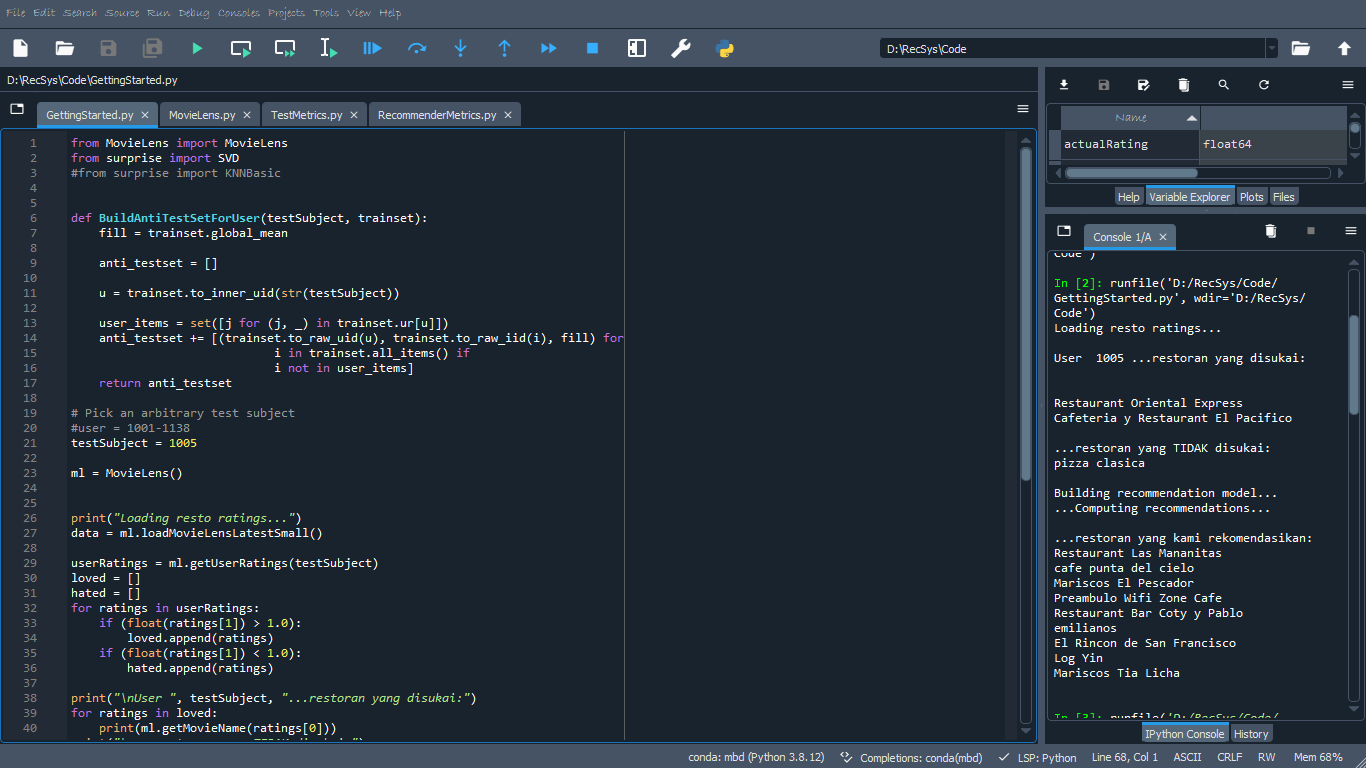 File Edit Search Source Run Debug Consoles Projects Tools View Help
D:\RecSys\Code
D:\RecSys\Code\GettingStarted.py
GettingStarted.py MovieLens.py TestMetrics.py RecommenderMetrics.py
1 from MovieLens import MovieLens
2 from surprise import SVD
3 #from surprise import KNNBasic
4
5
6 def BuildAntiTestSetForUser(testSubject, trainset):
7     fill = trainset.global_mean
8
9     anti_testset = []
10
11     u = trainset.to_inner_uid(str(testSubject))
12
13     user_items = set([j for (j, _) in trainset.ur[u]])
14     anti_testset += [(trainset.to_raw_uid(u), trainset.to_raw_iid(i), fill) for
15                              i in trainset.all_items() if
16                              i not in user_items]
17     return anti_testset
18
19 # Pick an arbitrary test subject
20 #user = 1001-1138
21 testSubject = 1005
22
23 ml = MovieLens()
24
25
26 print("Loading resto ratings...")
27 data = ml.loadMovieLensLatestSmall()
28
29 userRatings = ml.getUserRatings(testSubject)
30 loved = []
31 hated = []
32 for ratings in userRatings:
33     if (float(ratings[1]) > 1.0):
34         loved.append(ratings)
35     if (float(ratings[1]) < 1.0):
36         hated.append(ratings)
37
38 print("\nUser ", testSubject, "...restoran yang disukai:")
39 for ratings in loved:
40     print(ml.getMovieName(ratings[0]))
Name
actualRating float64
Help Variable Explorer Plots Files
Console 1/A
Code')
In [2]: runfile('D:/RecSys/Code/
GettingStarted.py', wdir='D:/RecSys/
Code')
Loading resto ratings...
User  1005 ...restoran yang disukai:
Restaurant Oriental Express
Cafeteria y Restaurant El Pacifico
...restoran yang TIDAK disukai:
pizza clasica
Building recommendation model...
...Computing recommendations...
...restoran yang kami rekomendasikan:
Restaurant Las Mananitas
cafe punta del cielo
Mariscos El Pescador
Preambulo Wifi Zone Cafe
Restaurant Bar Coty y Pablo
emilianos
El Rincon de San Francisco
Log Yin
Mariscos Tia Licha
In [3]: runfile('D:/RecSys/Code/
IPython Console History
conda: mbd (Python 3.8.12) Completions: conda(mbd) LSP: Python Line 68, Col 1 ASCII CRLF RW Mem 68%